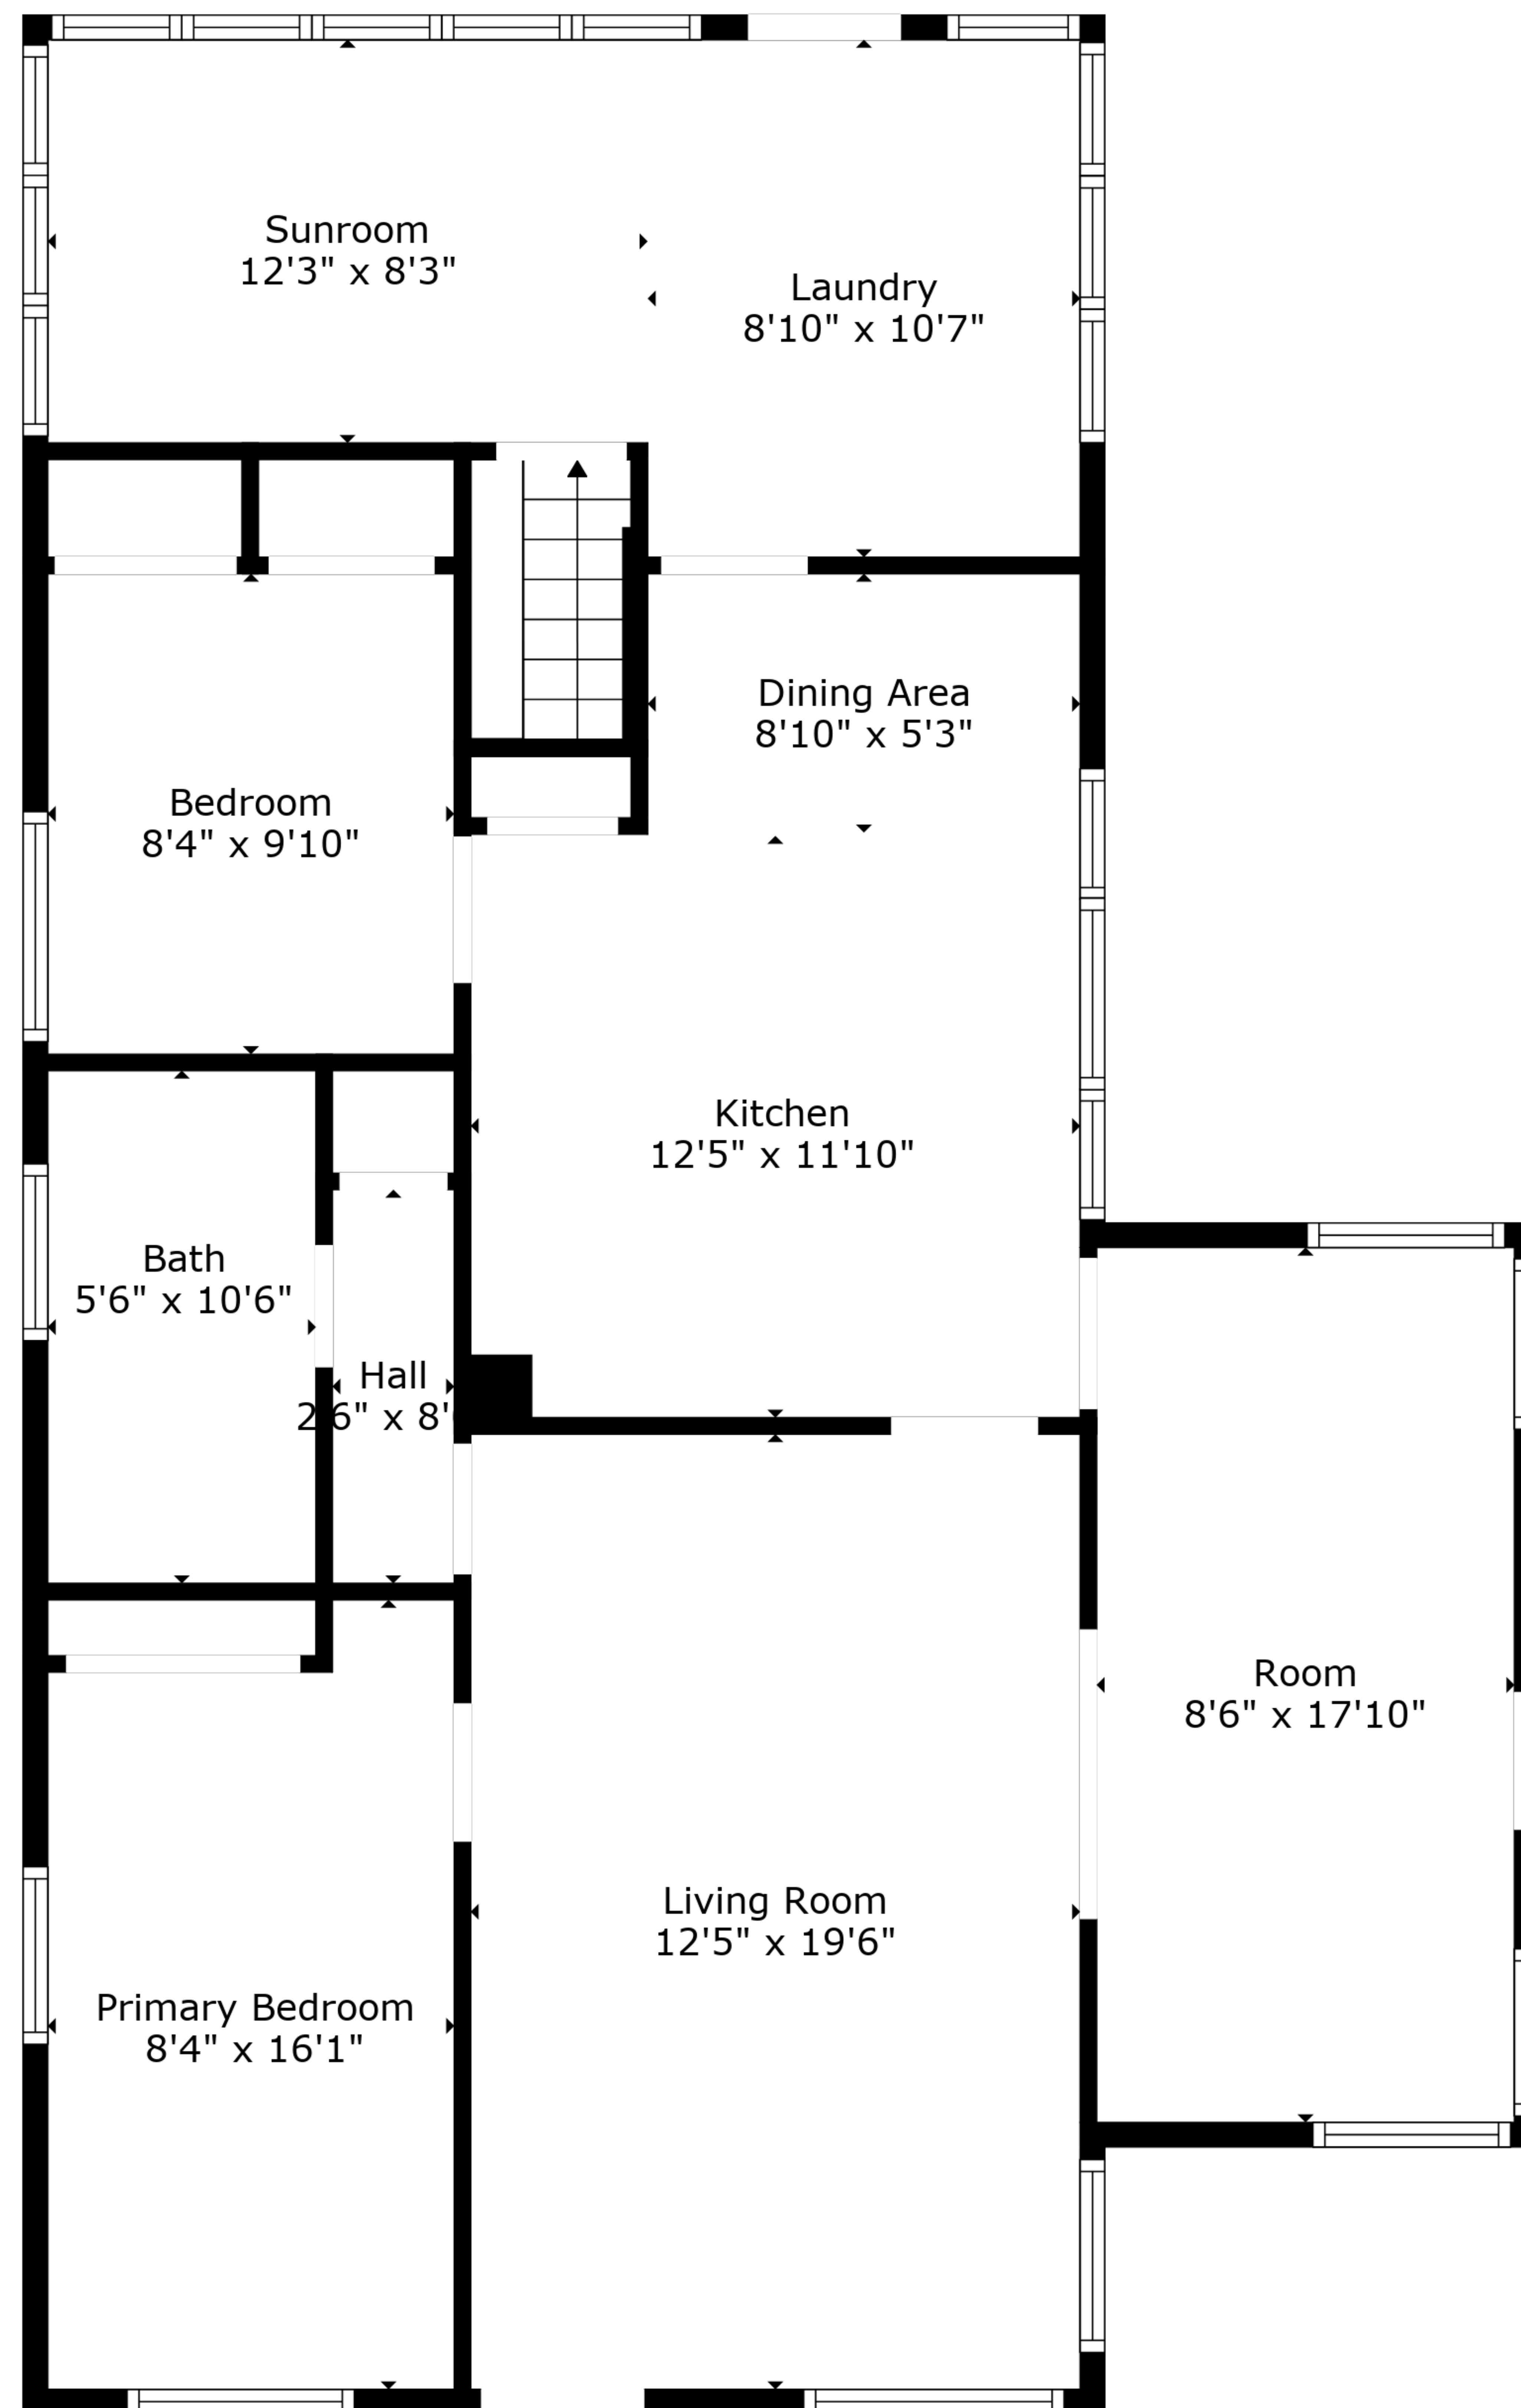 Sunroom
12'3" x 8'3"
Laundry
8'10" x 10'7"
Dining Area
8'10" x 5'3"
Bedroom
8'4" x 9'10"
Kitchen
12'5" x 11'10"
Bath
5'6" x 10'6"
Hall
x 8'
Room
8'6" x 17'10"
Living Room
12'5" x 19'6"
Primary Bedroom
8'4" x 16'1"